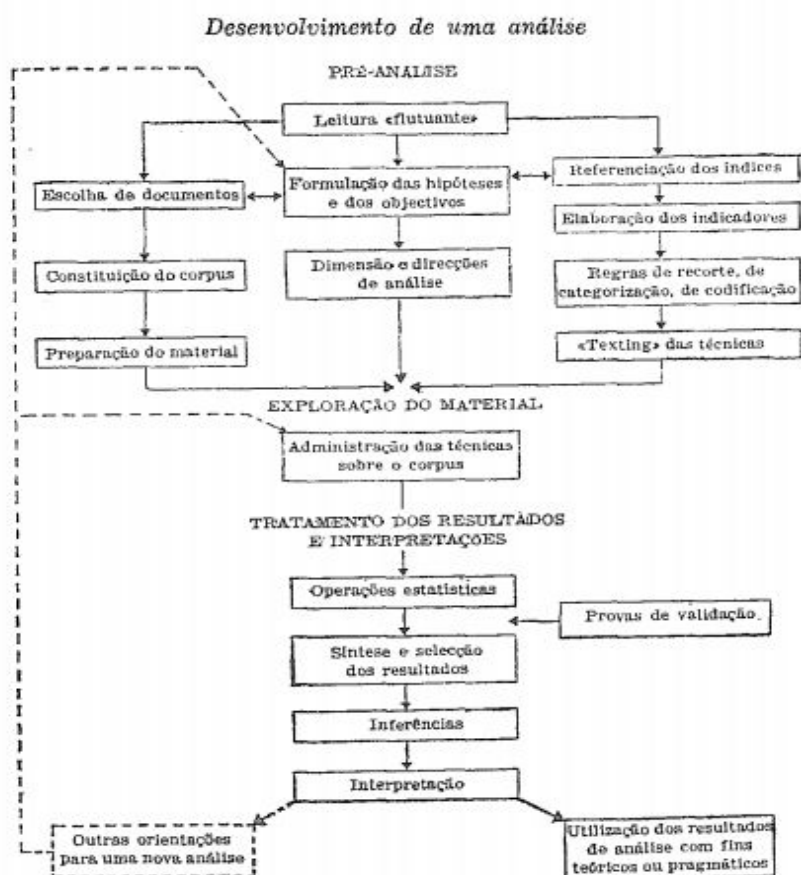 Desenvolvimento de uma análise
PRÉ-ANÁLISE
Leitura «flutuante»
Escolha de documentos
Formulação das hipóteses
e dos objectivos
Referenciação dos índices
Elaboração dos indicadores
Constituição do corpus
Dimensão e direcções
de análise
Regras de recorte, de
categorização, de codificação
Preparação do material
«Texting» das técnicas
EXPLORAÇÃO DO MATERIAL
Administração das técnicas
sobre o corpus
TRATAMENTO DOS RESULTADOS
E INTERPRETAÇÕES
Operações estatísticas
Provas de validação
Síntese e selecção
dos resultados
Inferências
Interpretação
Outras orientações
para uma nova análise
Utilização dos resultados
de análise com fins
teóricos ou pragmáticos